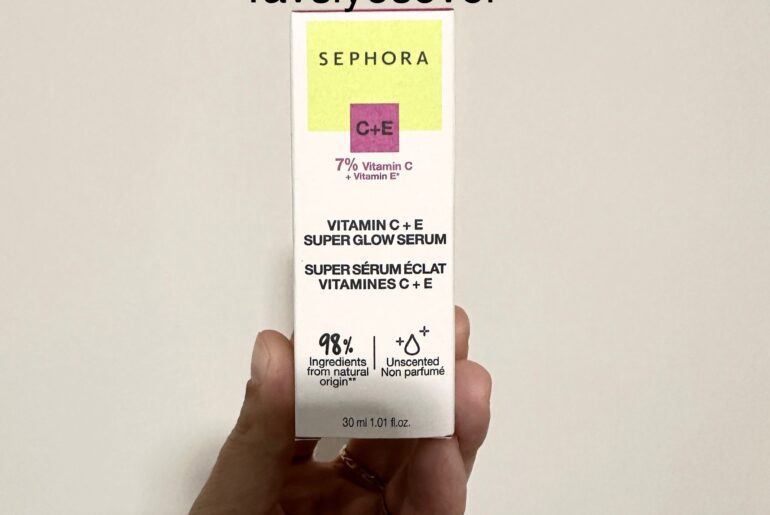 SEPHORA
C+E
7% Vitamin C
+ Vitamin E*
VITAMIN C + E
SUPER GLOW SERUM
SUPER SÉRUM ÉCLAT
VITAMINES C + E
98%
Ingredients
from natural
origin**
Unscented
Non parfumé
30 ml 1.01 fl.oz.